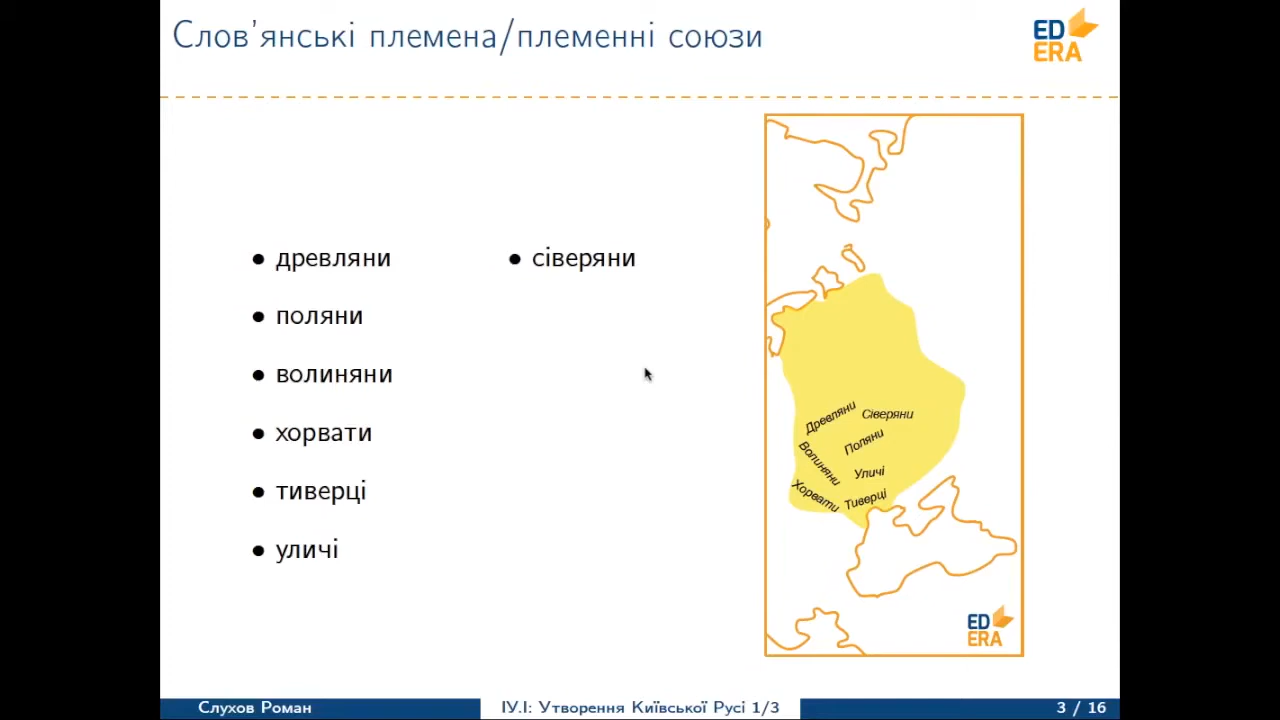 Слов’янські племена/племенні союзи
ED
ERA
• древляни
• поляни
• волиняни
• хорвати
• тиверці
• уличі
• сіверяни
Древляни
Сіверяни
Поляни
Волиняни
Уличі
Хорвати
Тиверці
ED
ERA
Слухов Роман
IV.I: Утворення Київської Русі 1/3
3 / 16